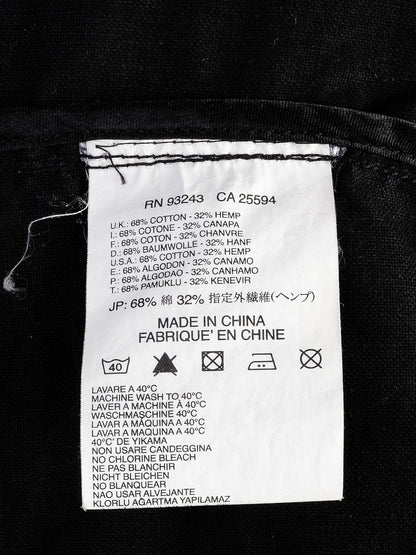 RN 93243 CA 25594
U.K.: 68% COTTON - 32% HEMP
I.: 68% COTONE - 32% CANAPA
F.: 68% COTON - 32% CHANVRE
D.: 68% BAUMWOLLE - 32% HANF
U.S.A.: 68% COTTON - 32% HEMP
E.: 68% ALGODON - 32% CANAMO
P.: 68% ALGODAO - 32% CANHAMO
T.: 68% PAMUKLU - 32% KENEVIR
JP: 68% 綿 32% 指定外繊維(ヘンプ)
MADE IN CHINA
FABRIQUE' EN CHINE
40
LAVARE A 40°C
MACHINE WASH TO 40°C
LAVER A MACHINE À 40°C
WASCHMASCHINE 40°C
LAVAR A MÁQUINA A 40°C
LAVAR A MÁQUINA A 40°C
40°C' DE YIKAMA
NON USARE CANDEGGINA
NO CHLORINE BLEACH
NE PAS BLANCHIR
NICHT BLEICHEN
NO BLANQUEAR
NAO USAR ALVEJANTE
KLORLU AĞARTMA YAPILAMAZ